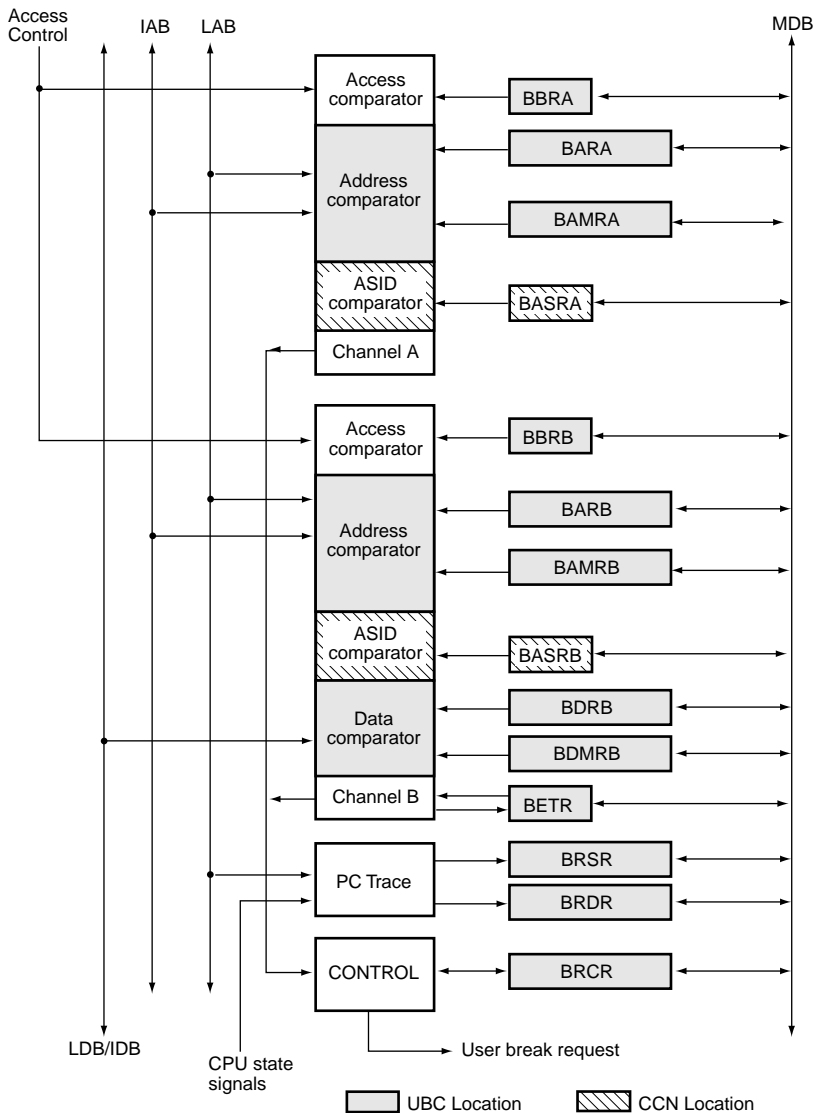 Access
Control
IAB
LAB
MDB
Access
comparator
BBRA
BARA
Address
comparator
BAMRA
ASID
comparator
BASRA
Channel A
Access
comparator
BBRB
BARB
Address
comparator
BAMRB
ASID
comparator
BASRB
BDRB
Data
comparator
BDMRB
Channel B
BETR
BRSR
PC Trace
BRDR
CONTROL
BRCR
LDB/IDB
CPU state
signals
User break request
UBC Location
CCN Location